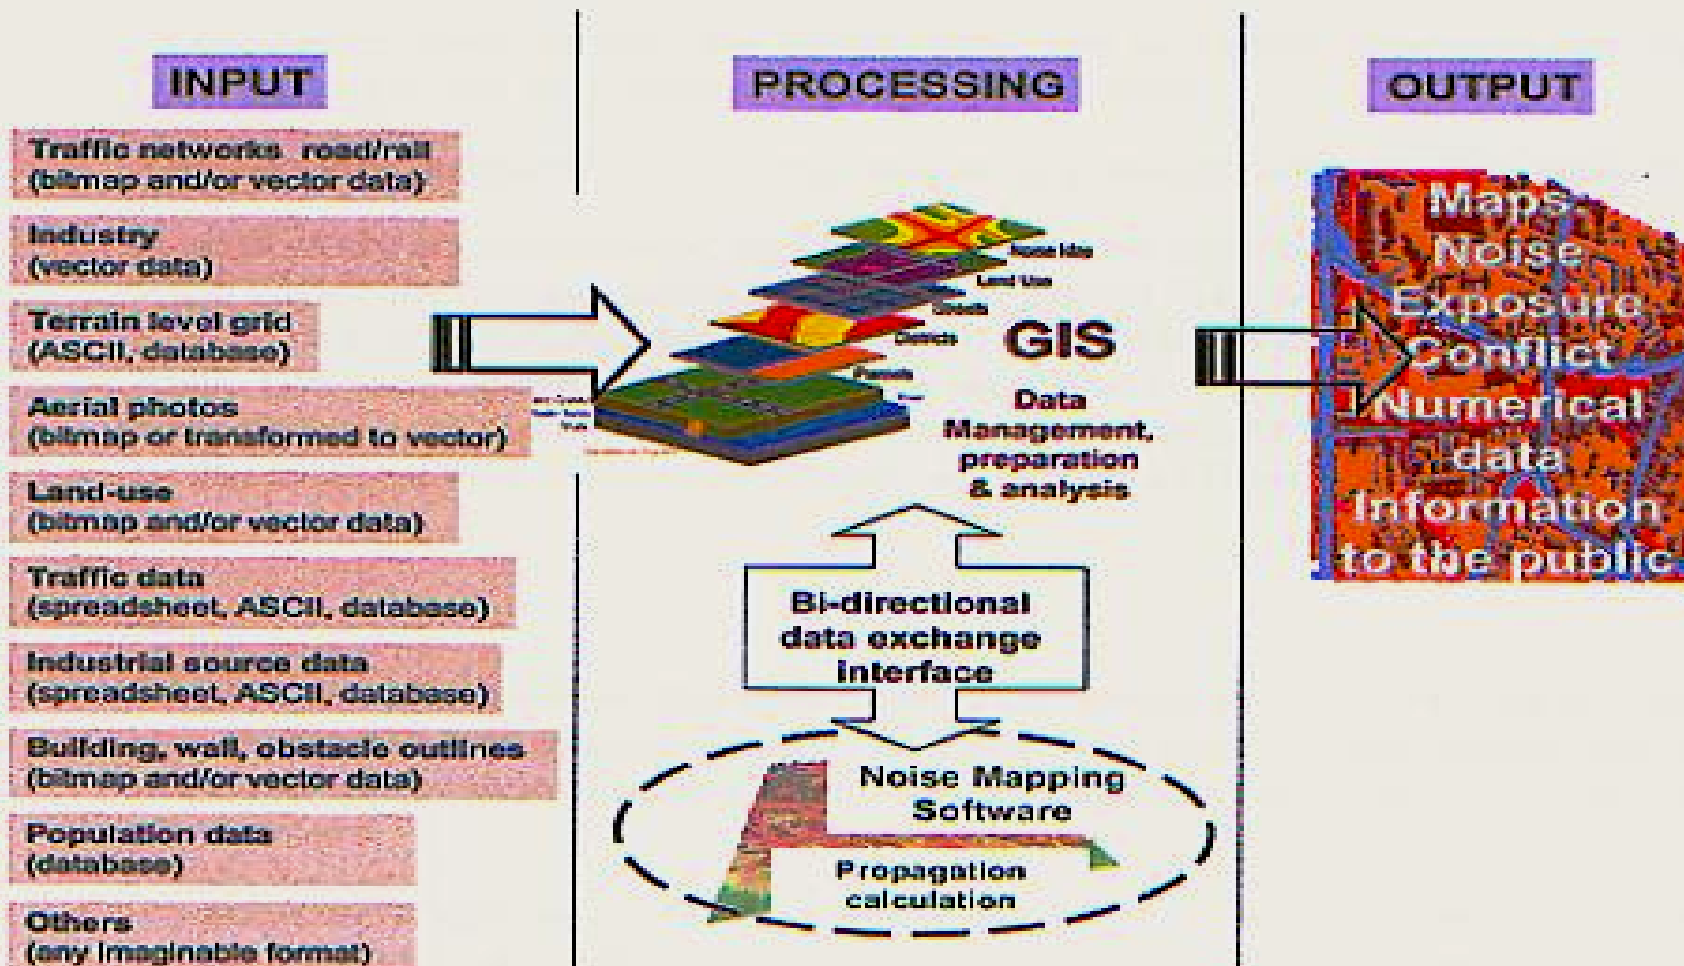 INPUT
Traffic networks road/rail
(bitmap and/or vector data)
Industry
(vector data)
Terrain level grid
(ASCII, database)
Aerial photos
(bitmap or transformed to vector)
Land-use
(bitmap and/or vector data)
Traffic data
(spreadsheet, ASCII, database)
Industrial source data
(spreadsheet, ASCII, database)
Building, wall, obstacle outlines
(bitmap and/or vector data)
Population data
(database)
Others
(any imaginable format)
PROCESSING
Noise Map
Land Use
Streets
Districts
Parcels
GIS
Data
Management,
preparation
& analysis
Bi-directional
data exchange
interface
Noise Mapping
Software
Propagation
calculation
OUTPUT
Maps
Noise
Exposure
Conflict
Numerical
data
Information
to the public